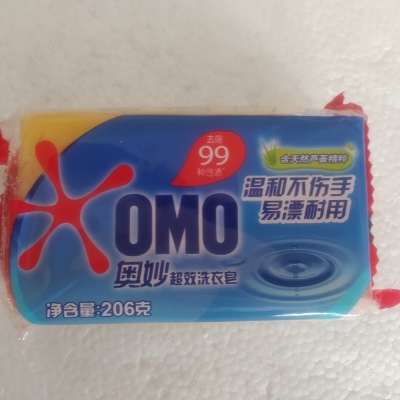 去除
99
种污渍*
含天然芦荟精粹
温和不伤手
易漂耐用
OMO
奥妙 超效洗衣皂
净含量:206克